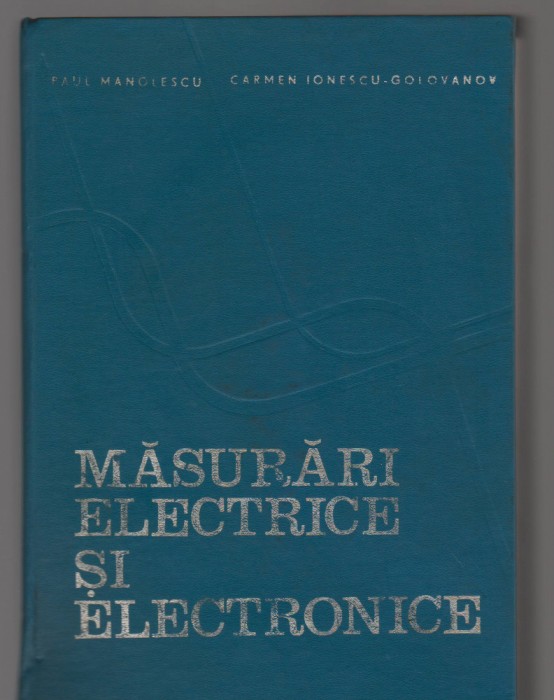 PAUL MANOLESCU CARMEN IONESCU-GOLOVANOV
MĂSURĂRI
ELECTRICE
ȘI
ELECTRONICE